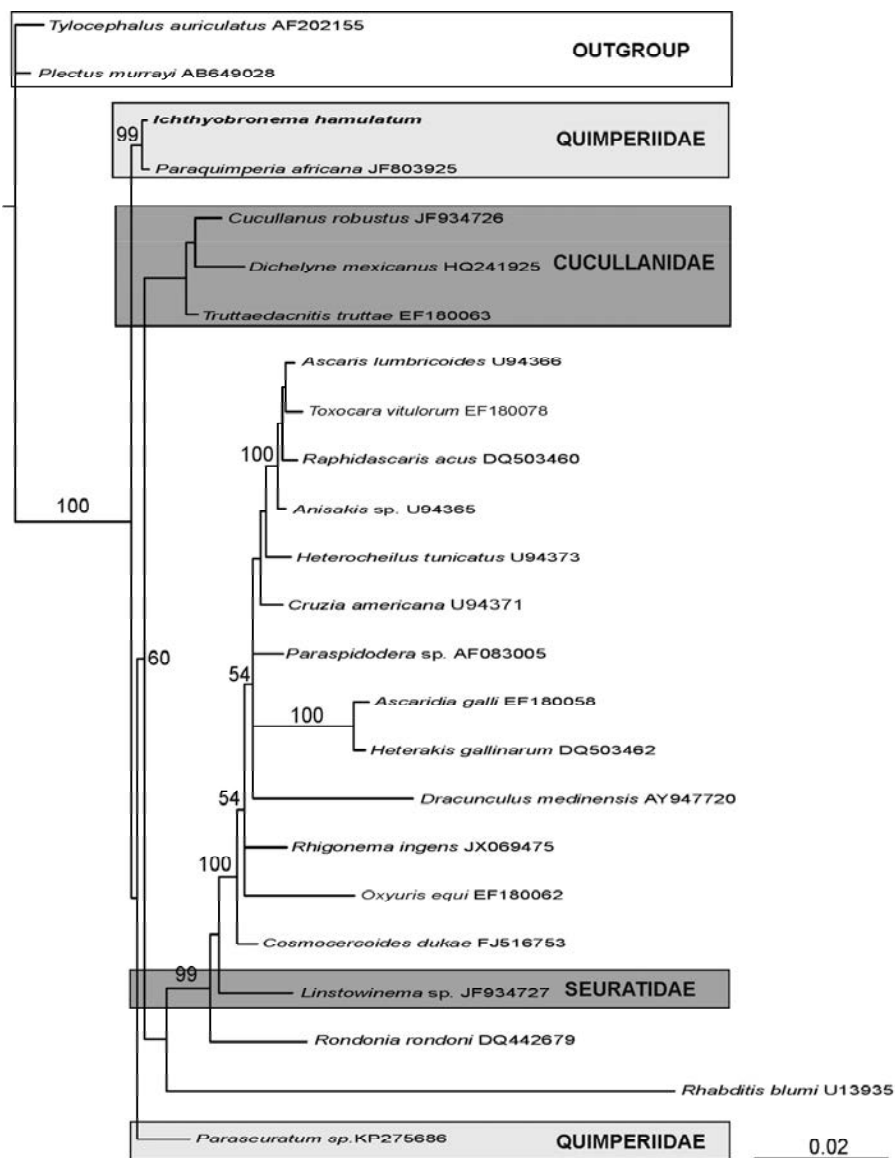 Tylocephalus auriculatus AF202155
OUTGROUP
Plectus murrayi AB649028
Ichthyobronema hamulatum
99
QUIMPERIIDAE
Paraquimperia africana JF803925
Cucullanus robustus JF934726
Dichelyne mexicanus HQ241925
CUCULLANIDAE
Truttaedacnitis truttae EF180063
Ascaris lumbricoides U94366
Toxocara vitulorum EF180078
100
Raphidascaris acus DQ503460
100
Anisakis sp. U94365
Heterocheilus tunicatus U94373
Cruzia americana U94371
60
Paraspidodera sp. AF083005
54
Ascaridia galli EF180058
100
Heterakis gallinarum DQ503462
54
Dracunculus medinensis AY947720
Rhigonema ingens JX069475
100
Oxyuris equi EF180062
Cosmocercoides dukae FJ516753
99
Linstowinema sp. JF934727
SEURATIDAE
Rondonia rondoni DQ442679
Rhabditis blumi U13935
Parascuratum sp.KP275686
QUIMPERIIDAE
0.02